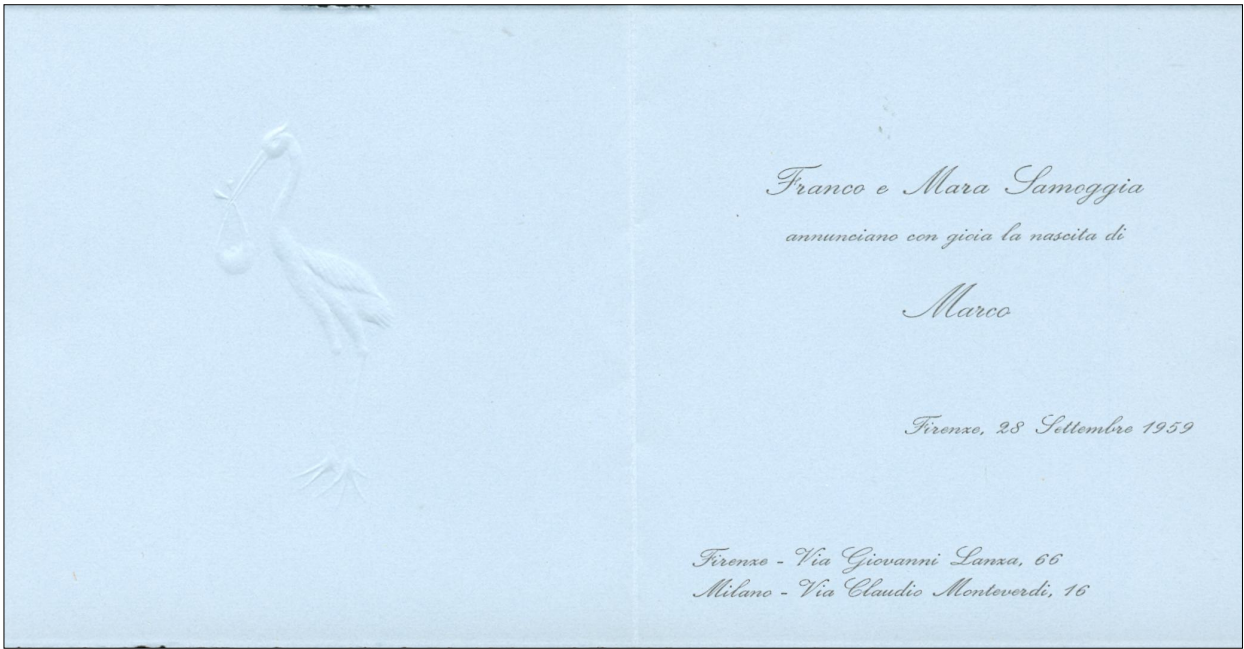 Franco e Mara Samoggia
annunciano con gioia la nascita di
Marco
Firenze, 28 Settembre 1959
Firenze - Via Giovanni Lanza, 66
Milano - Via Claudio Monteverdi, 16